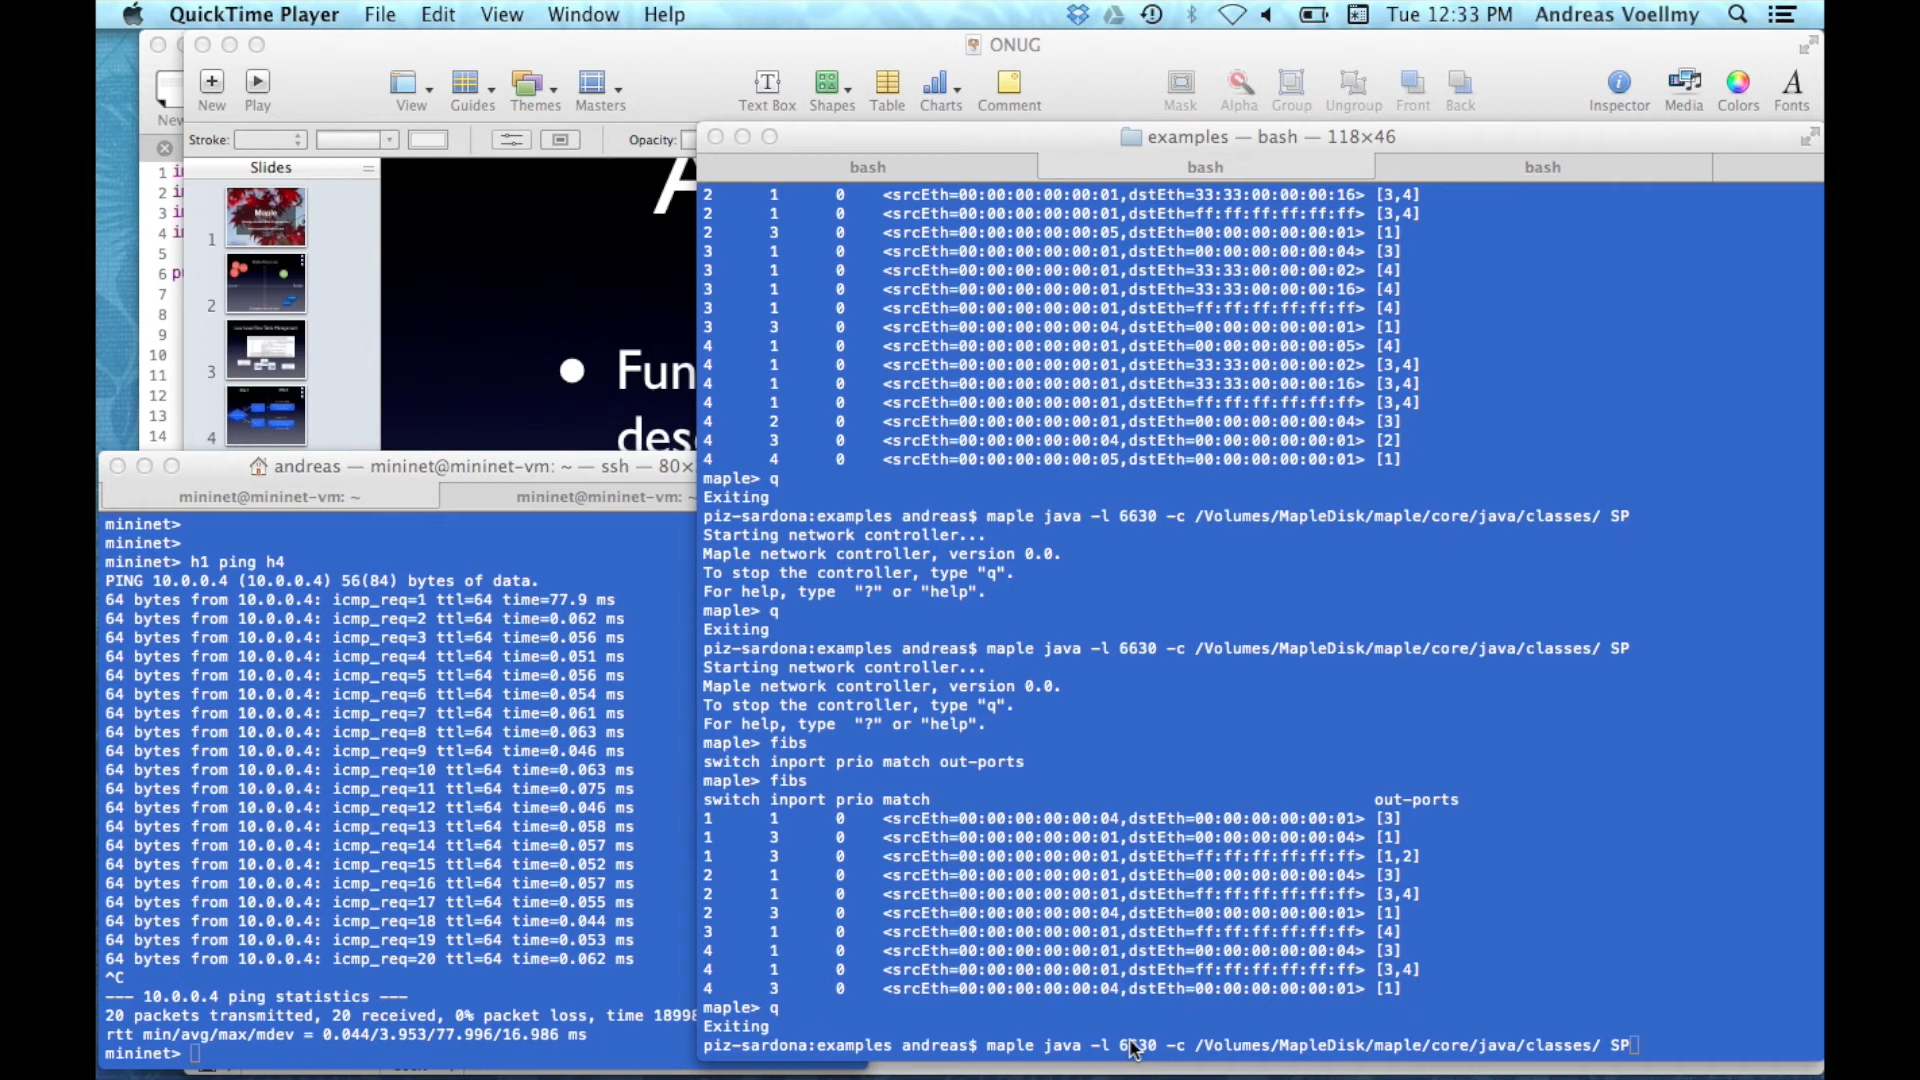 QuickTime Player File Edit View Window Help Tue 12:33 PM Andreas Voellmy
ONUG
New Play View Guides Themes Masters Text Box Shapes Table Charts Comment Mask Alpha Group Ungroup Front Back Inspector Media Colors Fonts
New
Stroke: Opacity:
Slides
1
2
3
4
5
6
7
8
9
10
11
12
13
14
Maple
1
2
3
4
Fun
des
examples — bash — 118×46
bash bash bash
2 1 0 <srcEth=00:00:00:00:00:01,dstEth=33:33:00:00:00:16> [3,4]
2 1 0 <srcEth=00:00:00:00:00:01,dstEth=ff:ff:ff:ff:ff:ff> [3,4]
2 3 0 <srcEth=00:00:00:00:00:05,dstEth=00:00:00:00:00:01> [1]
3 1 0 <srcEth=00:00:00:00:00:01,dstEth=00:00:00:00:00:04> [3]
3 1 0 <srcEth=00:00:00:00:00:01,dstEth=33:33:00:00:00:02> [4]
3 1 0 <srcEth=00:00:00:00:00:01,dstEth=33:33:00:00:00:16> [4]
3 1 0 <srcEth=00:00:00:00:00:01,dstEth=ff:ff:ff:ff:ff:ff> [4]
3 3 0 <srcEth=00:00:00:00:00:04,dstEth=00:00:00:00:00:01> [1]
4 1 0 <srcEth=00:00:00:00:00:01,dstEth=00:00:00:00:00:05> [4]
4 1 0 <srcEth=00:00:00:00:00:01,dstEth=33:33:00:00:00:02> [3,4]
4 1 0 <srcEth=00:00:00:00:00:01,dstEth=33:33:00:00:00:16> [3,4]
4 1 0 <srcEth=00:00:00:00:00:01,dstEth=ff:ff:ff:ff:ff:ff> [3,4]
4 2 0 <srcEth=00:00:00:00:00:01,dstEth=00:00:00:00:00:04> [3]
4 3 0 <srcEth=00:00:00:00:00:04,dstEth=00:00:00:00:00:01> [2]
4 4 0 <srcEth=00:00:00:00:00:05,dstEth=00:00:00:00:00:01> [1]
maple> q
Exiting
piz-sardona:examples andreas$ maple java -l 6630 -c /Volumes/MapleDisk/maple/core/java/classes/ SP
Starting network controller...
Maple network controller, version 0.0.
To stop the controller, type "q".
For help, type "?" or "help".
maple> q
Exiting
piz-sardona:examples andreas$ maple java -l 6630 -c /Volumes/MapleDisk/maple/core/java/classes/ SP
Starting network controller...
Maple network controller, version 0.0.
To stop the controller, type "q".
For help, type "?" or "help".
maple> fibs
switch inport prio match out-ports
maple> fibs
switch inport prio match out-ports
1 1 0 <srcEth=00:00:00:00:00:04,dstEth=00:00:00:00:00:01> [3]
1 3 0 <srcEth=00:00:00:00:00:01,dstEth=00:00:00:00:00:04> [1]
1 3 0 <srcEth=00:00:00:00:00:01,dstEth=ff:ff:ff:ff:ff:ff> [1,2]
2 1 0 <srcEth=00:00:00:00:00:01,dstEth=00:00:00:00:00:04> [3]
2 1 0 <srcEth=00:00:00:00:00:01,dstEth=ff:ff:ff:ff:ff:ff> [3,4]
2 3 0 <srcEth=00:00:00:00:00:04,dstEth=00:00:00:00:00:01> [1]
3 1 0 <srcEth=00:00:00:00:00:01,dstEth=ff:ff:ff:ff:ff:ff> [4]
4 1 0 <srcEth=00:00:00:00:00:01,dstEth=00:00:00:00:00:04> [3]
4 1 0 <srcEth=00:00:00:00:00:01,dstEth=ff:ff:ff:ff:ff:ff> [3,4]
4 3 0 <srcEth=00:00:00:00:00:04,dstEth=00:00:00:00:00:01> [1]
maple> q
Exiting
piz-sardona:examples andreas$ maple java -l 6630 -c /Volumes/MapleDisk/maple/core/java/classes/ SP
andreas — mininet@mininet-vm: ~ — ssh — 80×
mininet@mininet-vm: ~ mininet@mininet-vm: ~
mininet>
mininet>
mininet> h1 ping h4
PING 10.0.0.4 (10.0.0.4) 56(84) bytes of data.
64 bytes from 10.0.0.4: icmp_req=1 ttl=64 time=77.9 ms
64 bytes from 10.0.0.4: icmp_req=2 ttl=64 time=0.062 ms
64 bytes from 10.0.0.4: icmp_req=3 ttl=64 time=0.056 ms
64 bytes from 10.0.0.4: icmp_req=4 ttl=64 time=0.051 ms
64 bytes from 10.0.0.4: icmp_req=5 ttl=64 time=0.056 ms
64 bytes from 10.0.0.4: icmp_req=6 ttl=64 time=0.054 ms
64 bytes from 10.0.0.4: icmp_req=7 ttl=64 time=0.061 ms
64 bytes from 10.0.0.4: icmp_req=8 ttl=64 time=0.063 ms
64 bytes from 10.0.0.4: icmp_req=9 ttl=64 time=0.046 ms
64 bytes from 10.0.0.4: icmp_req=10 ttl=64 time=0.063 ms
64 bytes from 10.0.0.4: icmp_req=11 ttl=64 time=0.075 ms
64 bytes from 10.0.0.4: icmp_req=12 ttl=64 time=0.046 ms
64 bytes from 10.0.0.4: icmp_req=13 ttl=64 time=0.058 ms
64 bytes from 10.0.0.4: icmp_req=14 ttl=64 time=0.057 ms
64 bytes from 10.0.0.4: icmp_req=15 ttl=64 time=0.052 ms
64 bytes from 10.0.0.4: icmp_req=16 ttl=64 time=0.057 ms
64 bytes from 10.0.0.4: icmp_req=17 ttl=64 time=0.055 ms
64 bytes from 10.0.0.4: icmp_req=18 ttl=64 time=0.044 ms
64 bytes from 10.0.0.4: icmp_req=19 ttl=64 time=0.053 ms
64 bytes from 10.0.0.4: icmp_req=20 ttl=64 time=0.062 ms
^C
--- 10.0.0.4 ping statistics ---
20 packets transmitted, 20 received, 0% packet loss, time 18998
rtt min/avg/max/mdev = 0.044/3.953/77.996/16.986 ms
mininet>